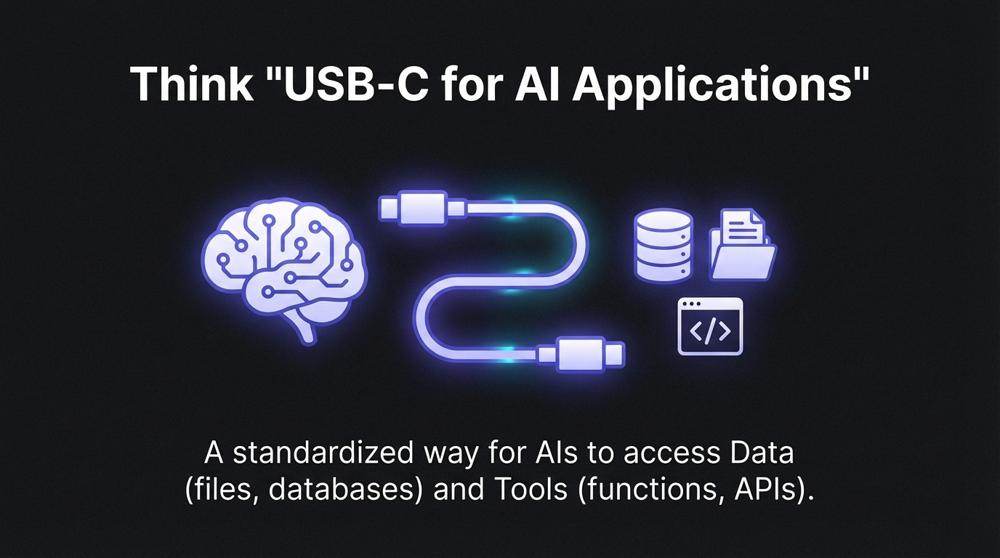 Think "USB-C for AI Applications"
</>
A standardized way for AIs to access Data
(files, databases) and Tools (functions, APIs).